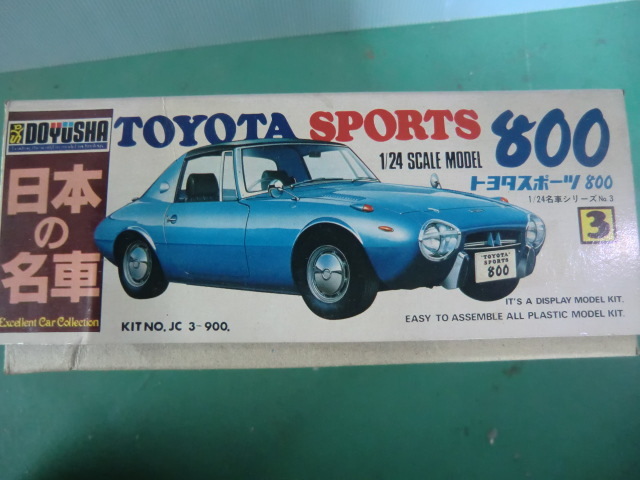 DOYUSHA
日本
の
名車
Excellent Car Collection
TOYOTA SPORTS 800
1/24 SCALE MODEL
トヨタスポーツ 800
1/24名車シリーズ No.3
3
"TOYOTA"
SPORTS
800
KIT NO. JC 3-900.
IT'S A DISPLAY MODEL KIT.
EASY TO ASSEMBLE ALL PLASTIC MODEL KIT.